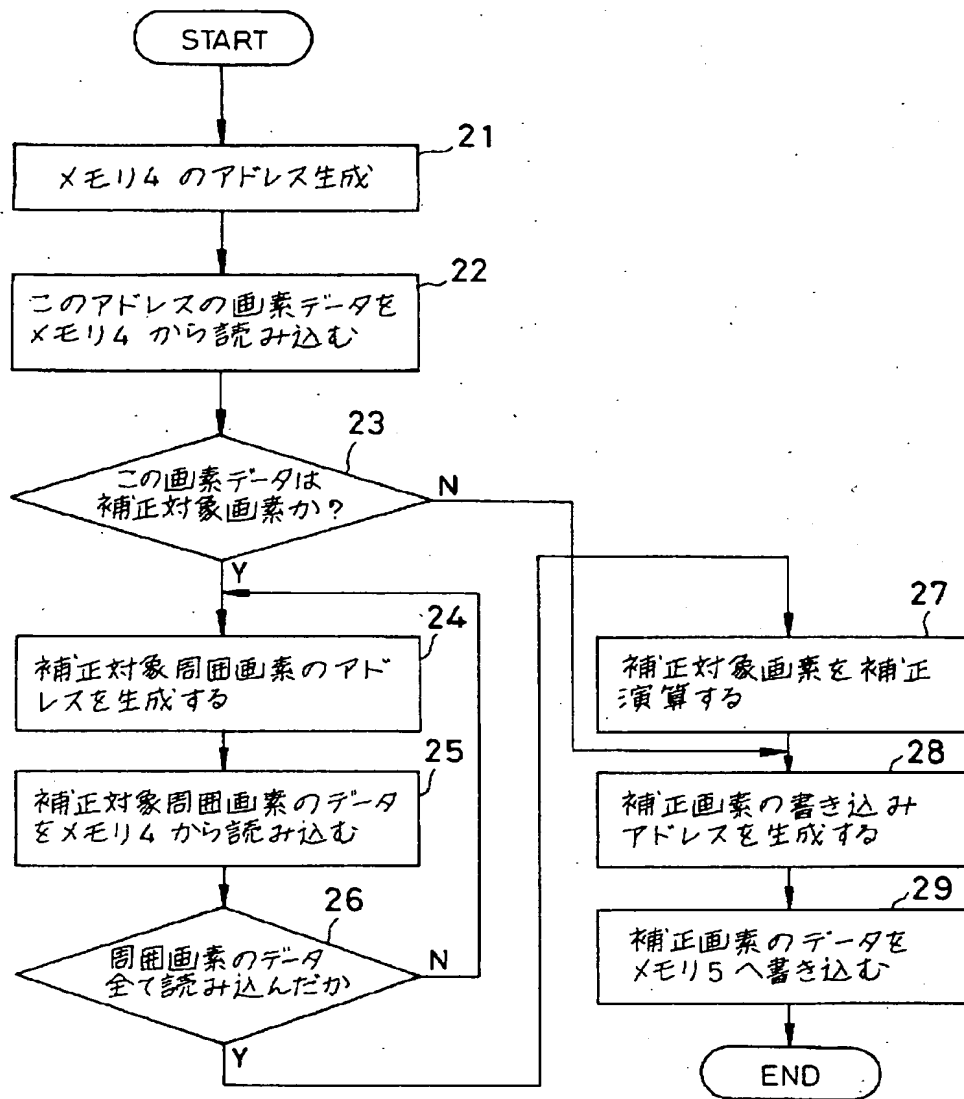 START
21
メモリ4 のアドレス生成
22
このアドレスの画素データを
メモリ4 から読み込む
23
この画素データは
補正対象画素か?
N
Y
24
補正対象周囲画素のアド
レスを生成する
25
補正対象周囲画素のデータ
をメモリ4 から読み込む
26
周囲画素のデータ
全て読み込んだか
N
Y
27
補正対象画素を補正
演算する
28
補正画素の書き込み
アドレスを生成する
29
補正画素のデータを
メモリ5へ書き込む
END